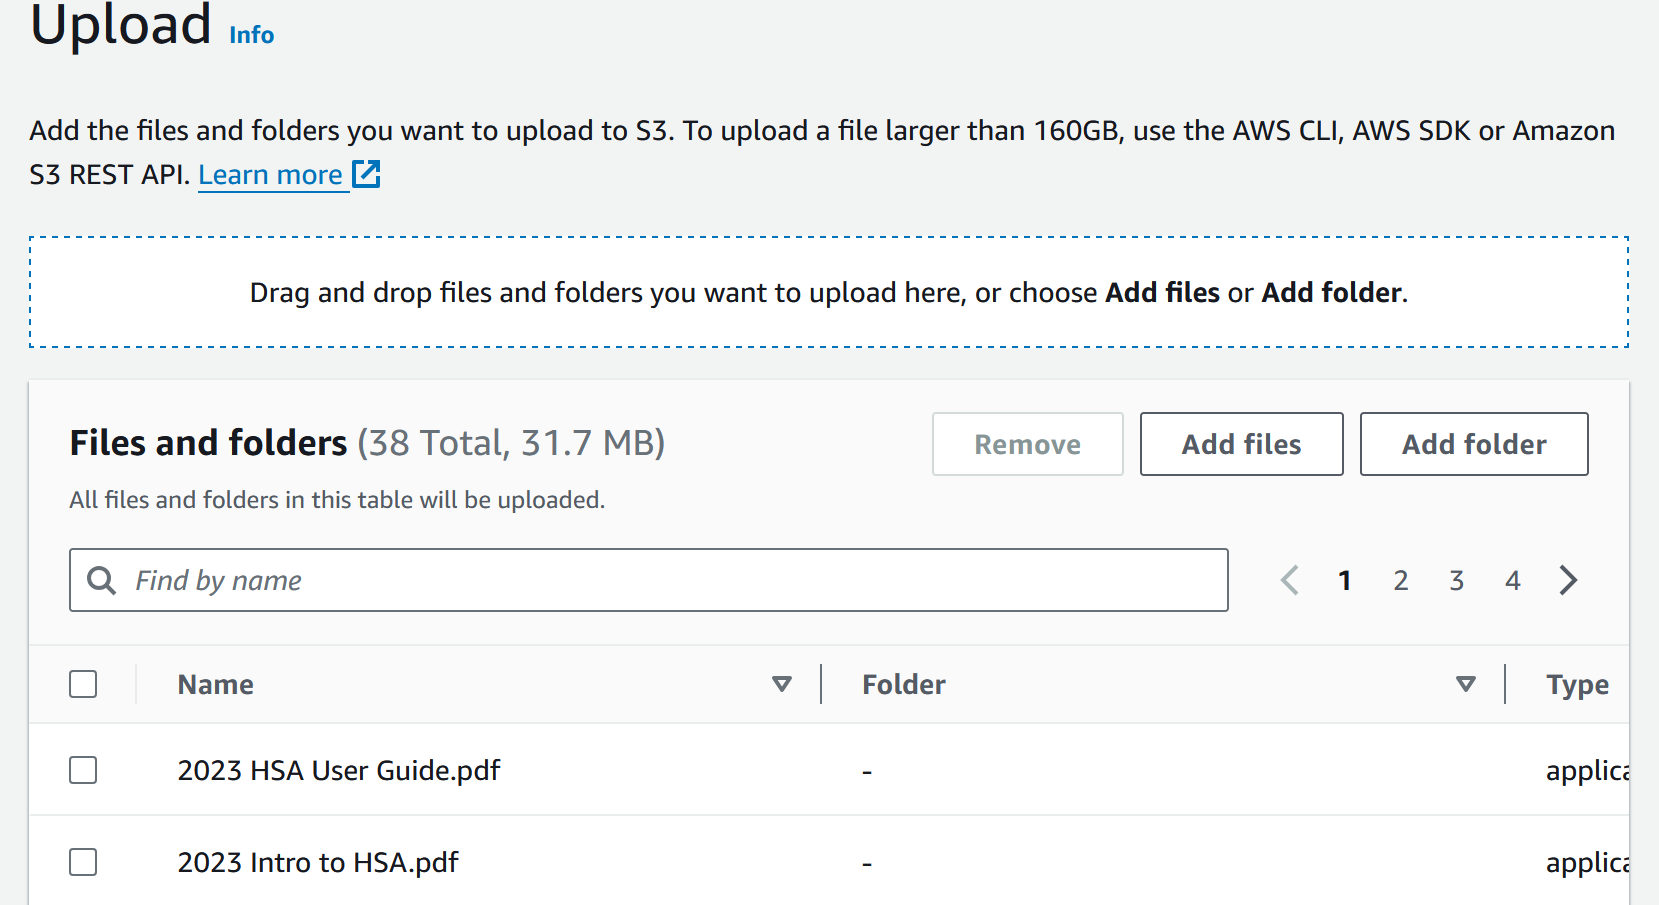 Upload Info
Add the files and folders you want to upload to S3. To upload a file larger than 160GB, use the AWS CLI, AWS SDK or Amazon
S3 REST API. Learn more
Drag and drop files and folders you want to upload here, or choose Add files or Add folder.
Files and folders (38 Total, 31.7 MB)
Remove Add files Add folder
All files and folders in this table will be uploaded.
Find by name
1 2 3 4
Name Folder Type
2023 HSA User Guide.pdf -
2023 Intro to HSA.pdf -